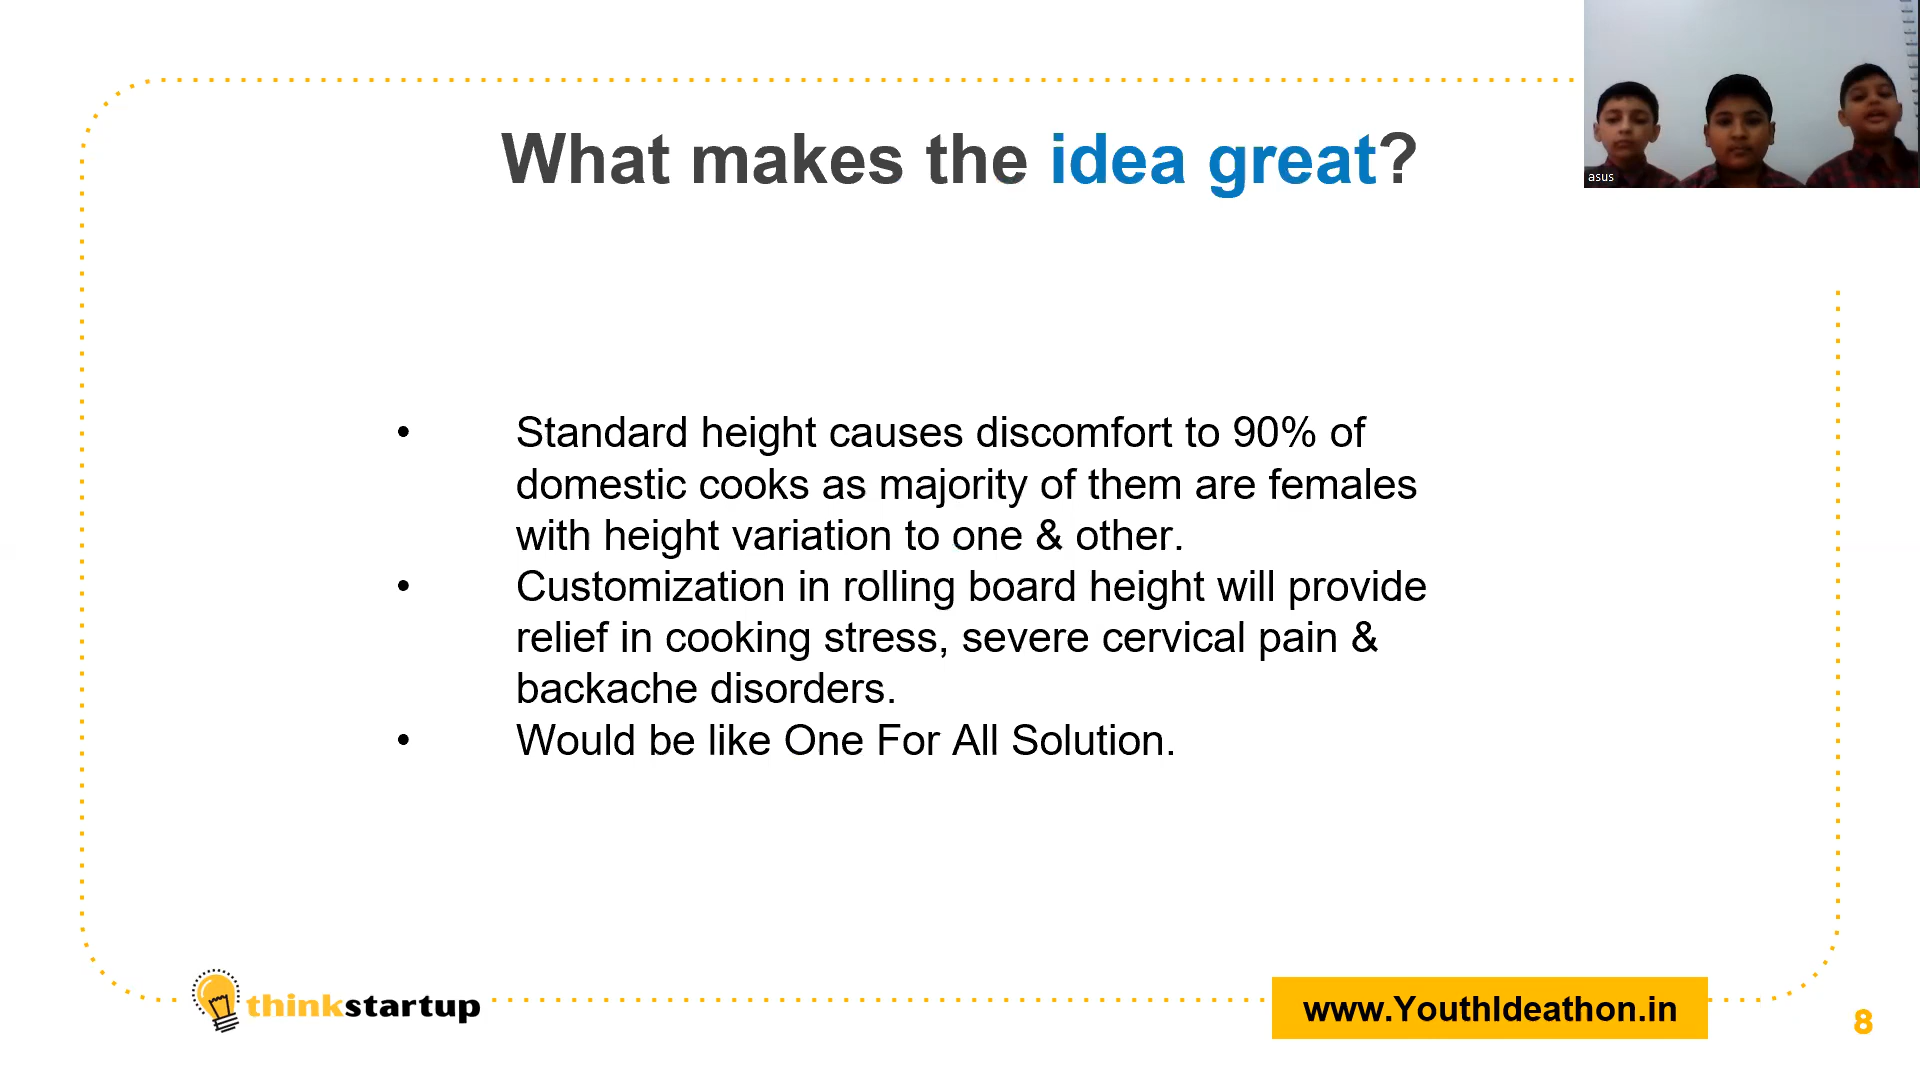 What makes the idea great?
asus
• Standard height causes discomfort to 90% of
domestic cooks as majority of them are females
with height variation to one & other.
• Customization in rolling board height will provide
relief in cooking stress, severe cervical pain &
backache disorders.
• Would be like One For All Solution.
thinkstartup
www.YouthIdeathon.in
8